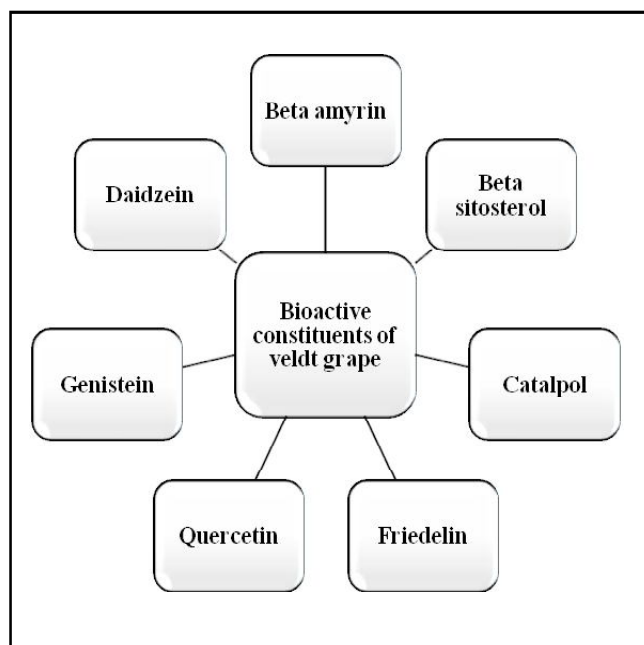 Beta amyrin
Daidzein
Beta
sitosterol
Bioactive
constituents of
veldt grape
Genistein
Catalpol
Quercetin
Friedelin